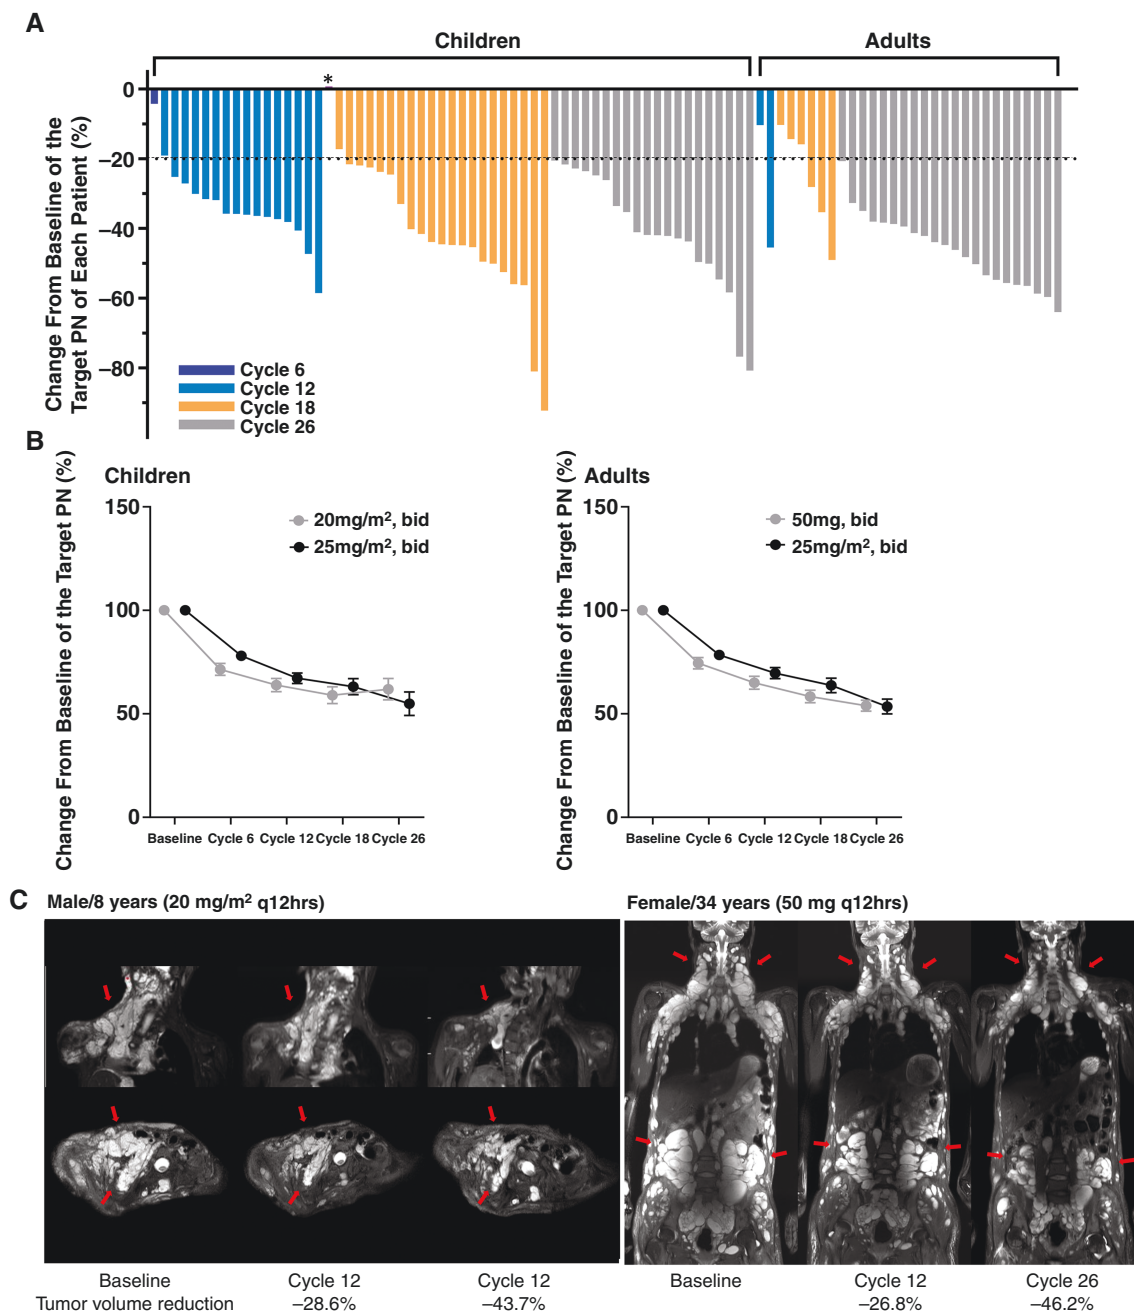 A
Children
Adults
*
0
–20
–40
–60
–80
Change From Baseline of the
Target PN of Each Patient (%)
Cycle 6
Cycle 12
Cycle 18
Cycle 26
B
Children
Change From Baseline of the Target PN (%)
150
100
50
0
20mg/m², bid
25mg/m², bid
Baseline Cycle 6 Cycle 12 Cycle 18 Cycle 26
Adults
Change From Baseline of the Target PN (%)
150
100
50
0
50mg, bid
25mg/m², bid
Baseline Cycle 6 Cycle 12 Cycle 18 Cycle 26
C
Male/8 years (20 mg/m² q12hrs)
Female/34 years (50 mg q12hrs)
Baseline Cycle 12 Cycle 12 Baseline Cycle 12 Cycle 26
Tumor volume reduction –28.6% –43.7% –26.8% –46.2%